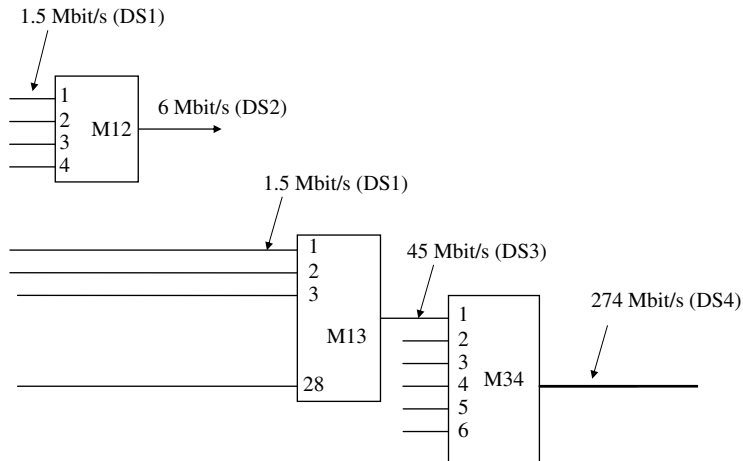 1.5 Mbit/s (DS1)
1
2
3
4
M12
6 Mbit/s (DS2)
1.5 Mbit/s (DS1)
1
2
3
28
M13
45 Mbit/s (DS3)
1
2
3
4
5
6
M34
274 Mbit/s (DS4)